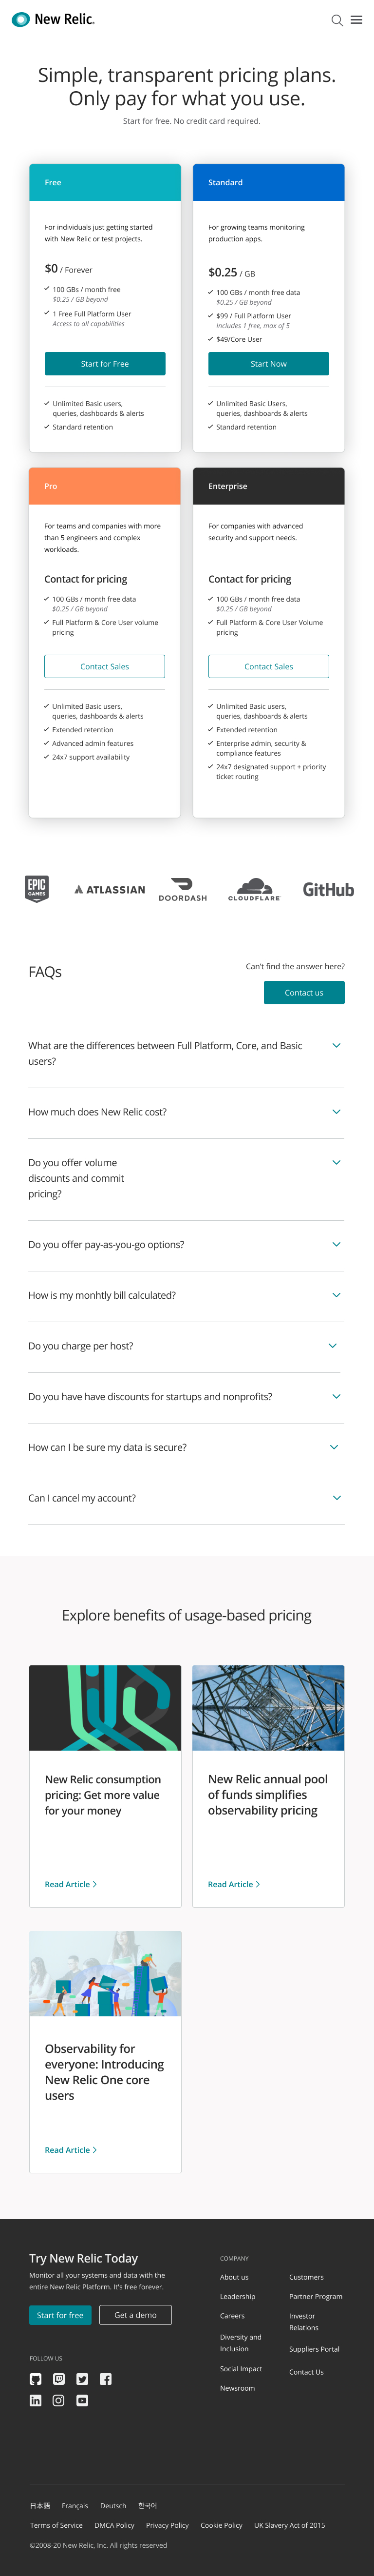 New Relic.
Simple, transparent pricing plans.
Only pay for what you use.
Start for free. No credit card required.
Free
For individuals just getting started
with New Relic or test projects.
$0 / Forever
100 GBs / month free
$0.25 / GB beyond
1 Free Full Platform User
Access to all capabilities
Start for Free
Unlimited Basic users,
queries, dashboards & alerts
Standard retention
Standard
For growing teams monitoring
production apps.
$0.25 / GB
100 GBs / month free data
$0.25 / GB beyond
$99 / Full Platform User
Includes 1 free, max of 5
$49/Core User
Start Now
Unlimited Basic Users,
queries, dashboards & alerts
Standard retention
Pro
For teams and companies with more
than 5 engineers and complex
workloads.
Contact for pricing
100 GBs / month free data
$0.25 / GB beyond
Full Platform & Core User volume
pricing
Contact Sales
Unlimited Basic users,
queries, dashboards & alerts
Extended retention
Advanced admin features
24x7 support availability
Enterprise
For companies with advanced
security and support needs.
Contact for pricing
100 GBs / month free data
$0.25 / GB beyond
Full Platform & Core User Volume
pricing
Contact Sales
Unlimited Basic users,
queries, dashboards & alerts
Extended retention
Enterprise admin, security &
compliance features
24x7 designated support + priority
ticket routing
EPIC
GAMES
ATLASSIAN
DOORDASH
CLOUDFLARE
GitHub
FAQs
Can't find the answer here?
Contact us
What are the differences between Full Platform, Core, and Basic
users?
How much does New Relic cost?
Do you offer volume
discounts and commit
pricing?
Do you offer pay-as-you-go options?
How is my monhtly bill calculated?
Do you charge per host?
Do you have have discounts for startups and nonprofits?
How can I be sure my data is secure?
Can I cancel my account?
Explore benefits of usage-based pricing
New Relic consumption
pricing: Get more value
for your money
Read Article
New Relic annual pool
of funds simplifies
observability pricing
Read Article
Observability for
everyone: Introducing
New Relic One core
users
Read Article
Try New Relic Today
Monitor all your systems and data with the
entire New Relic Platform. It's free forever.
Start for free
Get a demo
FOLLOW US
COMPANY
About us
Leadership
Careers
Diversity and
Inclusion
Social Impact
Newsroom
Customers
Partner Program
Investor
Relations
Suppliers Portal
Contact Us
日本語 Français Deutsch 한국어
Terms of Service DMCA Policy Privacy Policy Cookie Policy UK Slavery Act of 2015
©2008-20 New Relic, Inc. All rights reserved